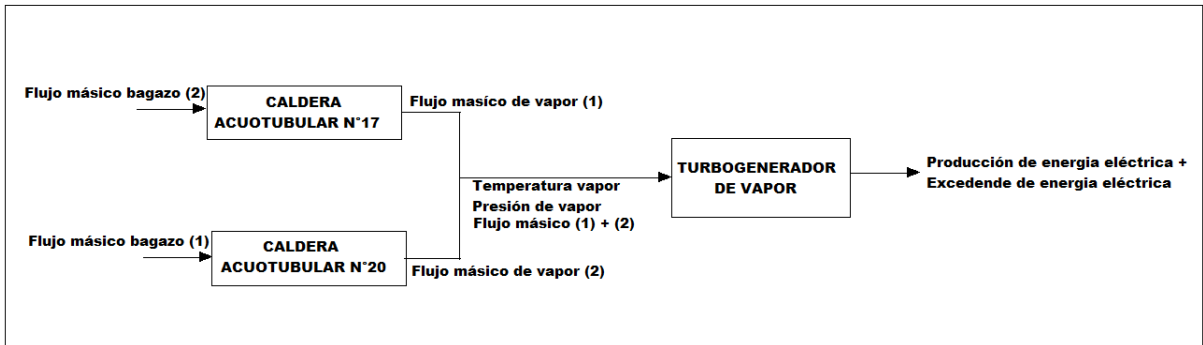 Flujo másico bagazo (2)
CALDERA
ACUOTUBULAR N°17
Flujo masíco de vapor (1)
Temperatura vapor
Presión de vapor
Flujo másico (1) + (2)
TURBOGENERADOR
DE VAPOR
Producción de energia eléctrica +
Excedende de energia eléctrica
Flujo másico bagazo (1)
CALDERA
ACUOTUBULAR N°20
Flujo másico de vapor (2)